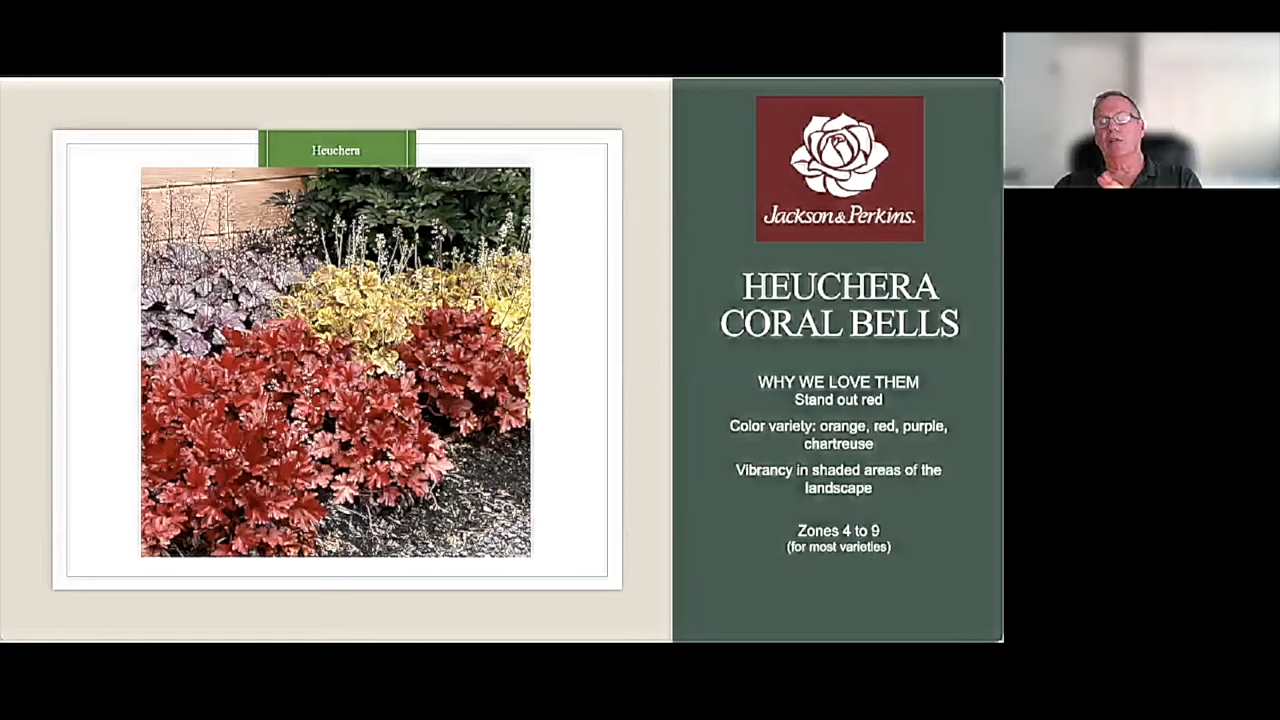 Heuchera
Jackson & Perkins.
HEUCHERA
CORAL BELLS
WHY WE LOVE THEM
Stand out red
Color variety: orange, red, purple,
chartreuse
Vibrancy in shaded areas of the
landscape
Zones 4 to 9
(for most varieties)